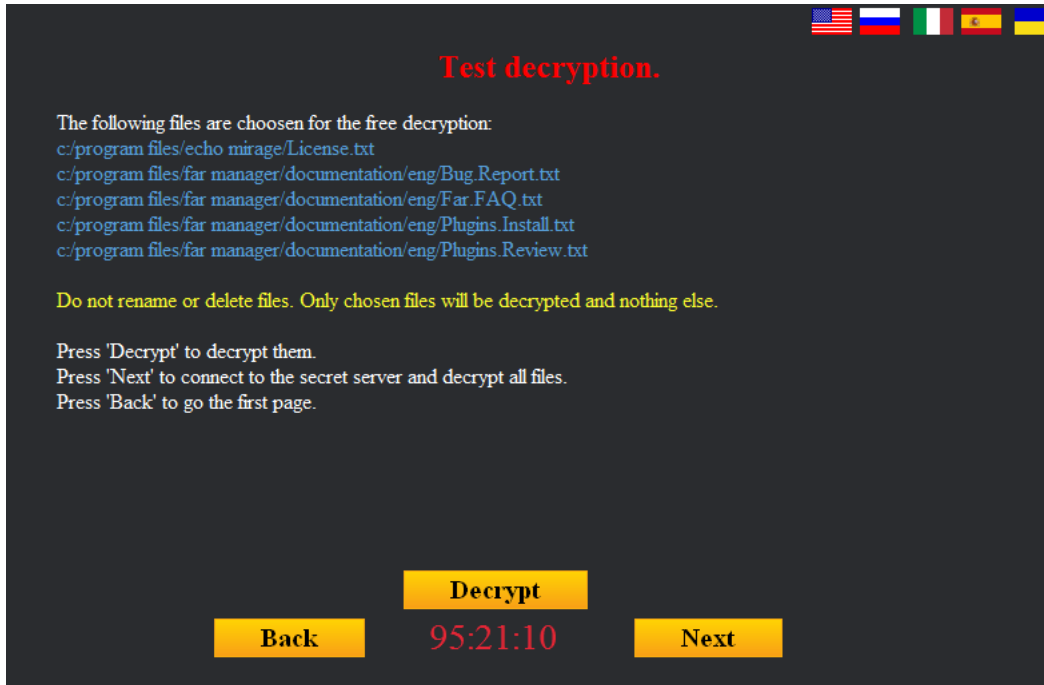 Test decryption.
The following files are choosen for the free decryption:
c:/program files/echo mirage/License.txt
c:/program files/far manager/documentation/eng/Bug.Report.txt
c:/program files/far manager/documentation/eng/Far.FAQ.txt
c:/program files/far manager/documentation/eng/Plugins.Install.txt
c:/program files/far manager/documentation/eng/Plugins.Review.txt
Do not rename or delete files. Only chosen files will be decrypted and nothing else.
Press 'Decrypt' to decrypt them.
Press 'Next' to connect to the secret server and decrypt all files.
Press 'Back' to go the first page.
Decrypt
Back
95:21:10
Next